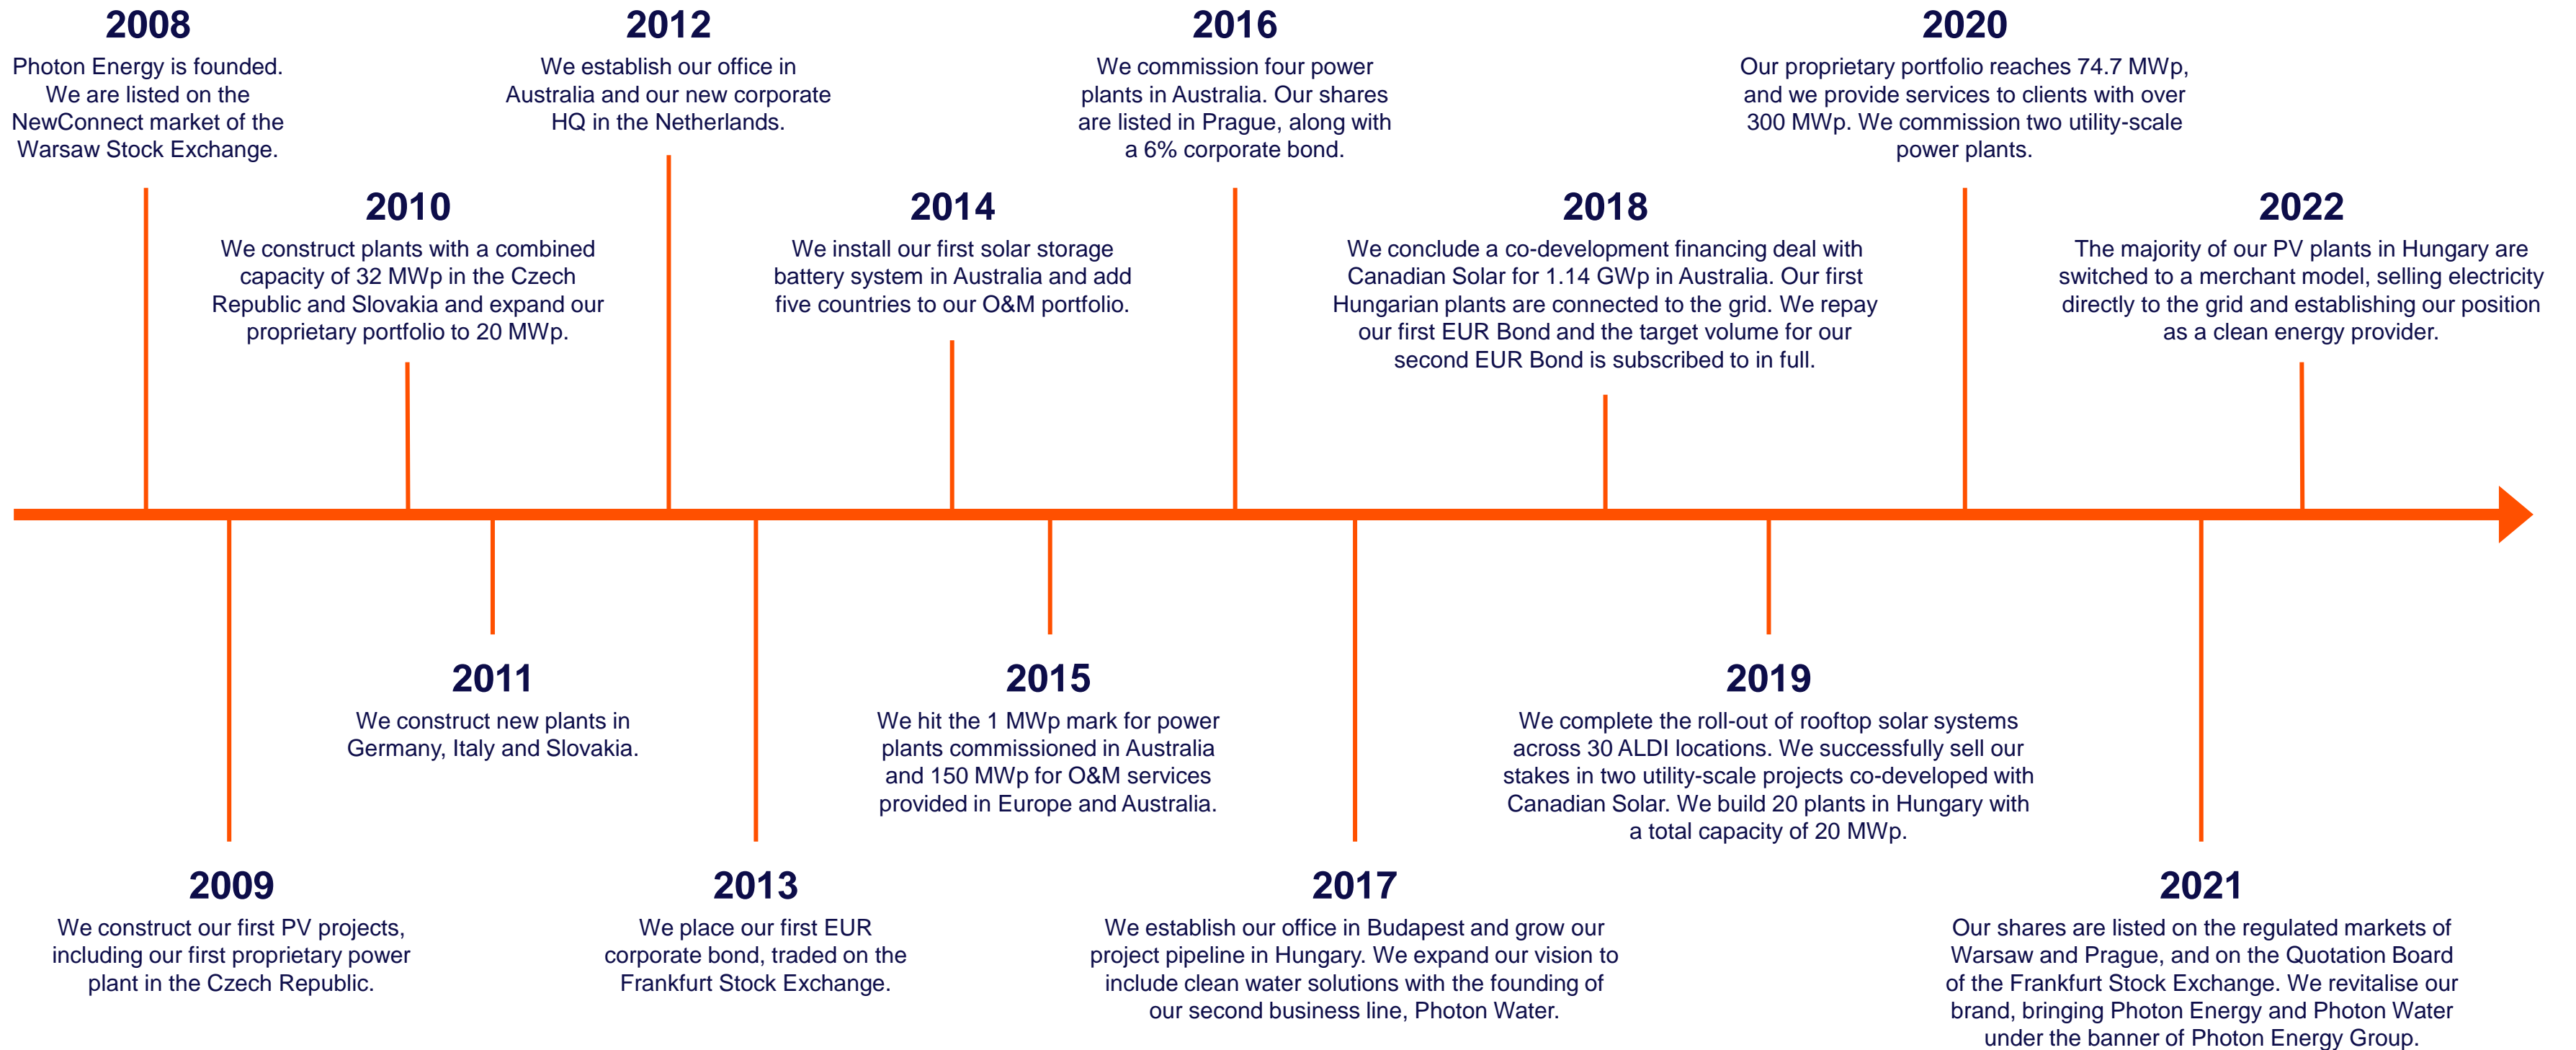 2008
Photon Energy is founded.
We are listed on the
NewConnect market of the
Warsaw Stock Exchange.
2012
We establish our office in
Australia and our new corporate
HQ in the Netherlands.
2016
We commission four power
plants in Australia. Our shares
are listed in Prague, along with
a 6% corporate bond.
2020
Our proprietary portfolio reaches 74.7 MWp,
and we provide services to clients with over
300 MWp. We commission two utility-scale
power plants.
2010
We construct plants with a combined
capacity of 32 MWp in the Czech
Republic and Slovakia and expand our
proprietary portfolio to 20 MWp.
2014
We install our first solar storage
battery system in Australia and add
five countries to our O&M portfolio.
2018
We conclude a co-development financing deal with
Canadian Solar for 1.14 GWp in Australia. Our first
Hungarian plants are connected to the grid. We repay
our first EUR Bond and the target volume for our
second EUR Bond is subscribed to in full.
2022
The majority of our PV plants in Hungary are
switched to a merchant model, selling electricity
directly to the grid and establishing our position
as a clean energy provider.
2011
We construct new plants in
Germany, Italy and Slovakia.
2015
We hit the 1 MWp mark for power
plants commissioned in Australia
and 150 MWp for O&M services
provided in Europe and Australia.
2019
We complete the roll-out of rooftop solar systems
across 30 ALDI locations. We successfully sell our
stakes in two utility-scale projects co-developed with
Canadian Solar. We build 20 plants in Hungary with
a total capacity of 20 MWp.
2009
We construct our first PV projects,
including our first proprietary power
plant in the Czech Republic.
2013
We place our first EUR
corporate bond, traded on the
Frankfurt Stock Exchange.
2017
We establish our office in Budapest and grow our
project pipeline in Hungary. We expand our vision to
include clean water solutions with the founding of
our second business line, Photon Water.
2021
Our shares are listed on the regulated markets of
Warsaw and Prague, and on the Quotation Board
of the Frankfurt Stock Exchange. We revitalise our
brand, bringing Photon Energy and Photon Water
under the banner of Photon Energy Group.